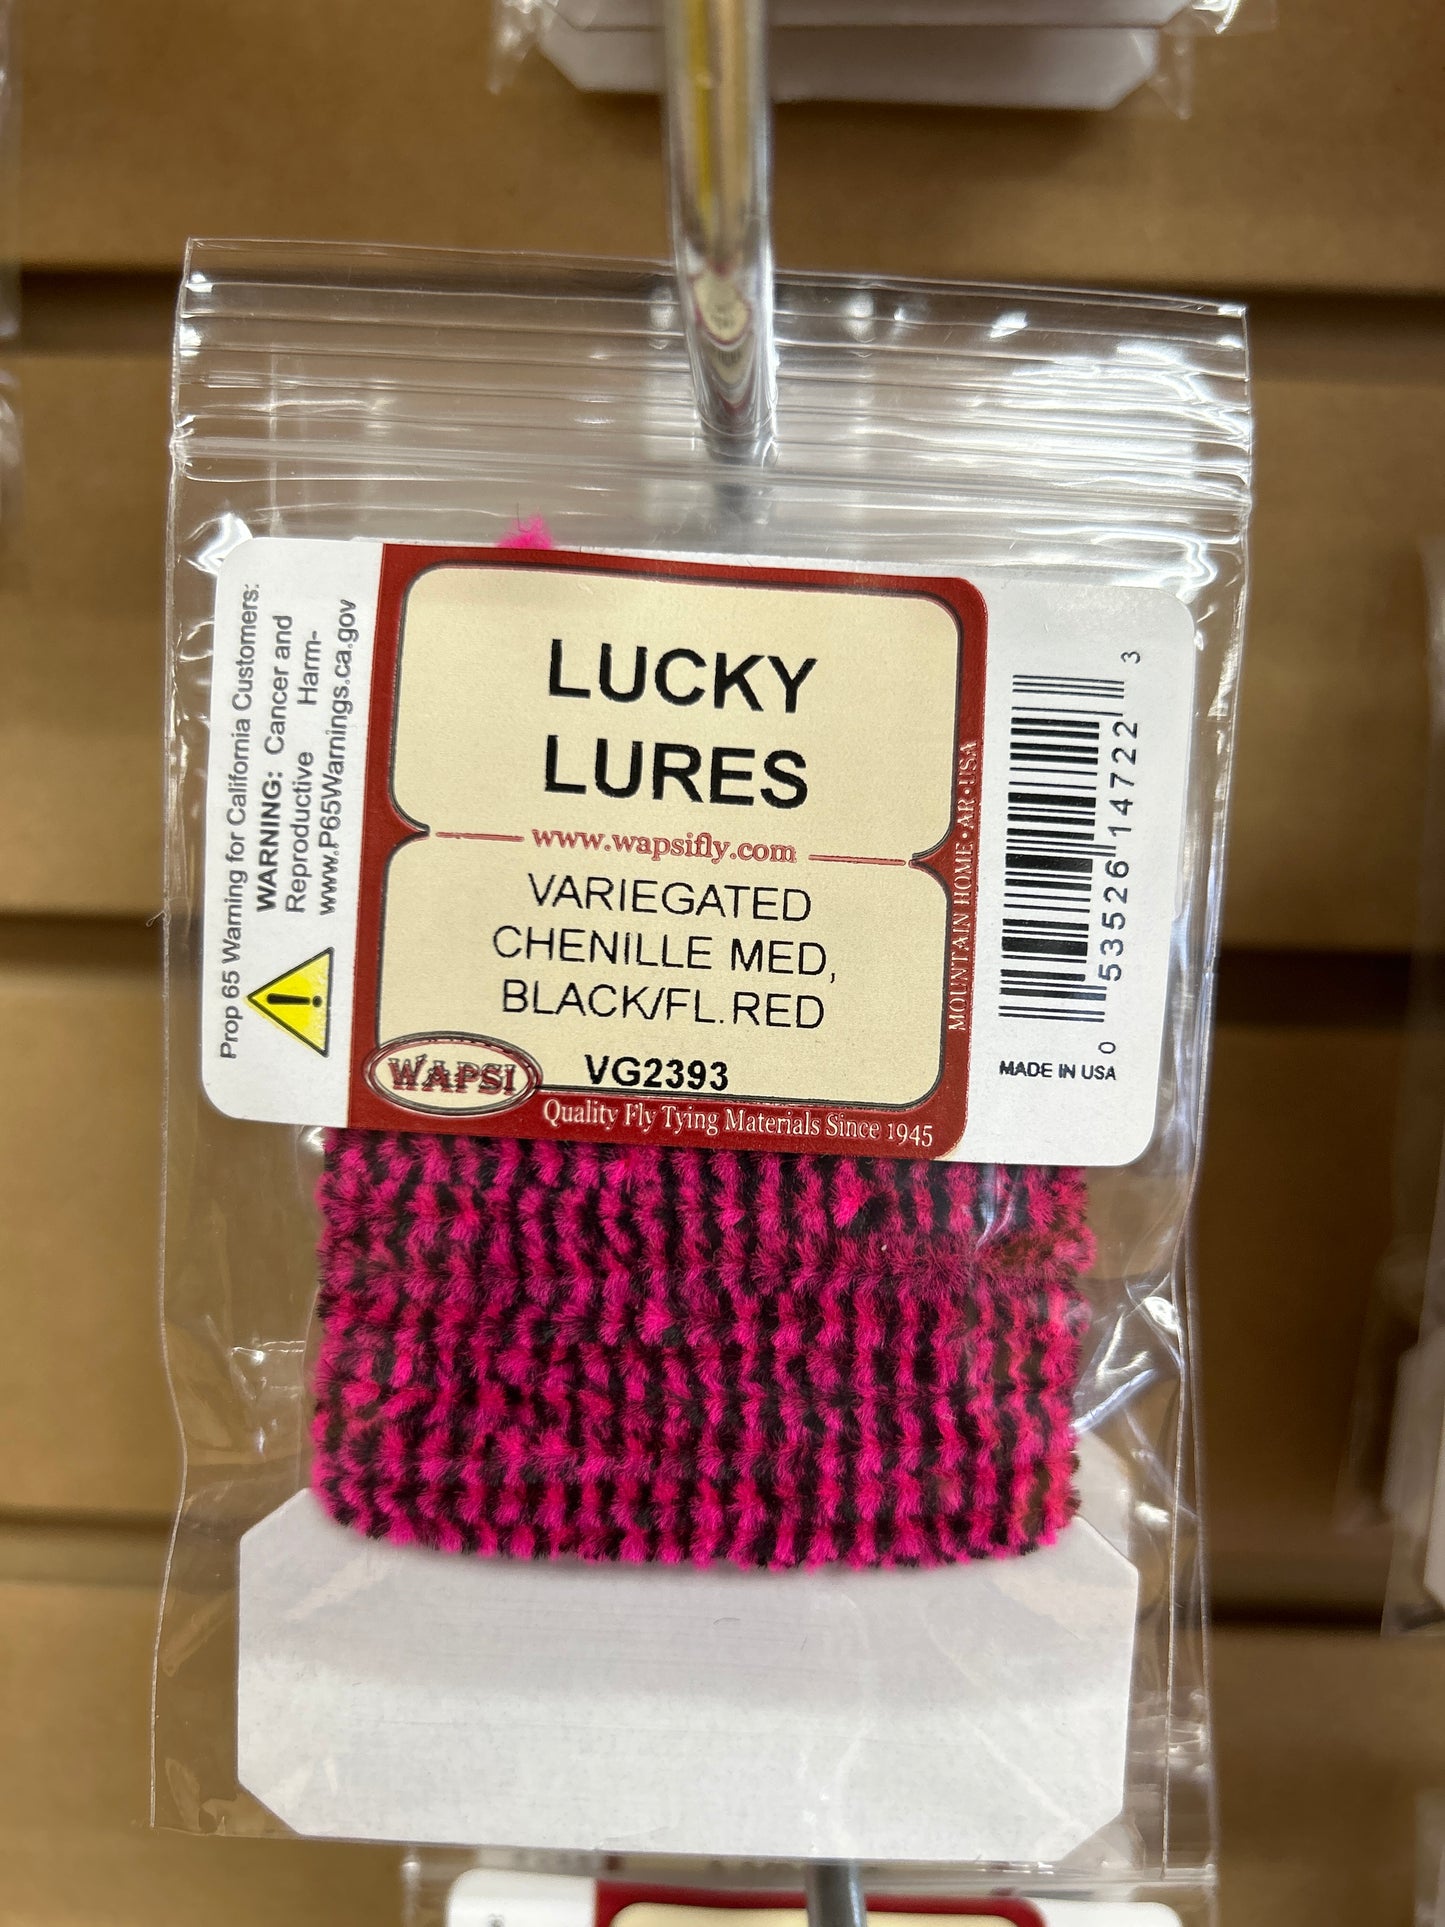 Prop 65 Warning for California Customers:
WARNING: Cancer and
Reproductive Harm-
www.P65Warnings.ca.gov
LUCKY
LURES
www.wapsifly.com
VARIEGATED
CHENILLE MED,
BLACK/FL.RED
VG2393
WAPSI
Quality Fly Tying Materials Since 1945
MOUNTAIN HOME • AR • USA
0 53526 14722 3
MADE IN USA